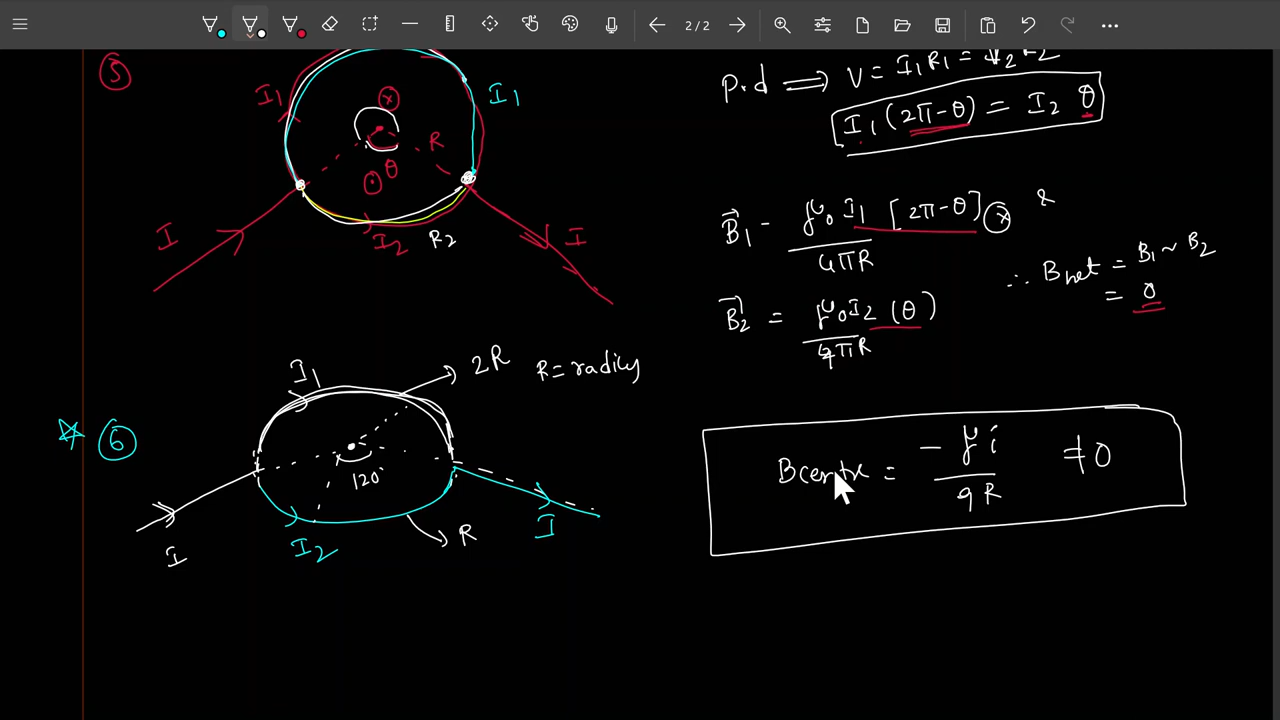 2/2
5
I1
I1
R
θ
I
I2
R2
I
p.d ⟹ V = I1R1 = I2R2
I1 (2π-θ) = I2 θ
B1 = μ0 I1 [2π-θ] &
4πR
B2 = μ0 I2 (θ)
4πR
∴ Bnet = B1 ~ B2
= 0
6
I1
2R
R = radius
120°
I
I2
R
I
Bcentre = - μ i ≠ 0
9R